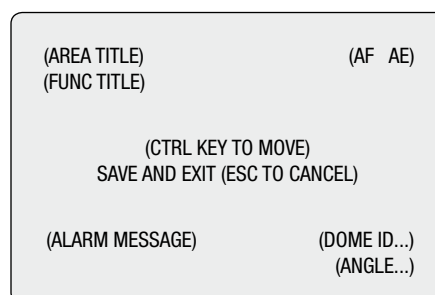 (AREA TITLE) (AF AE)
(FUNC TITLE)
(CTRL KEY TO MOVE)
SAVE AND EXIT (ESC TO CANCEL)
(ALARM MESSAGE) (DOME ID...)
(ANGLE...)